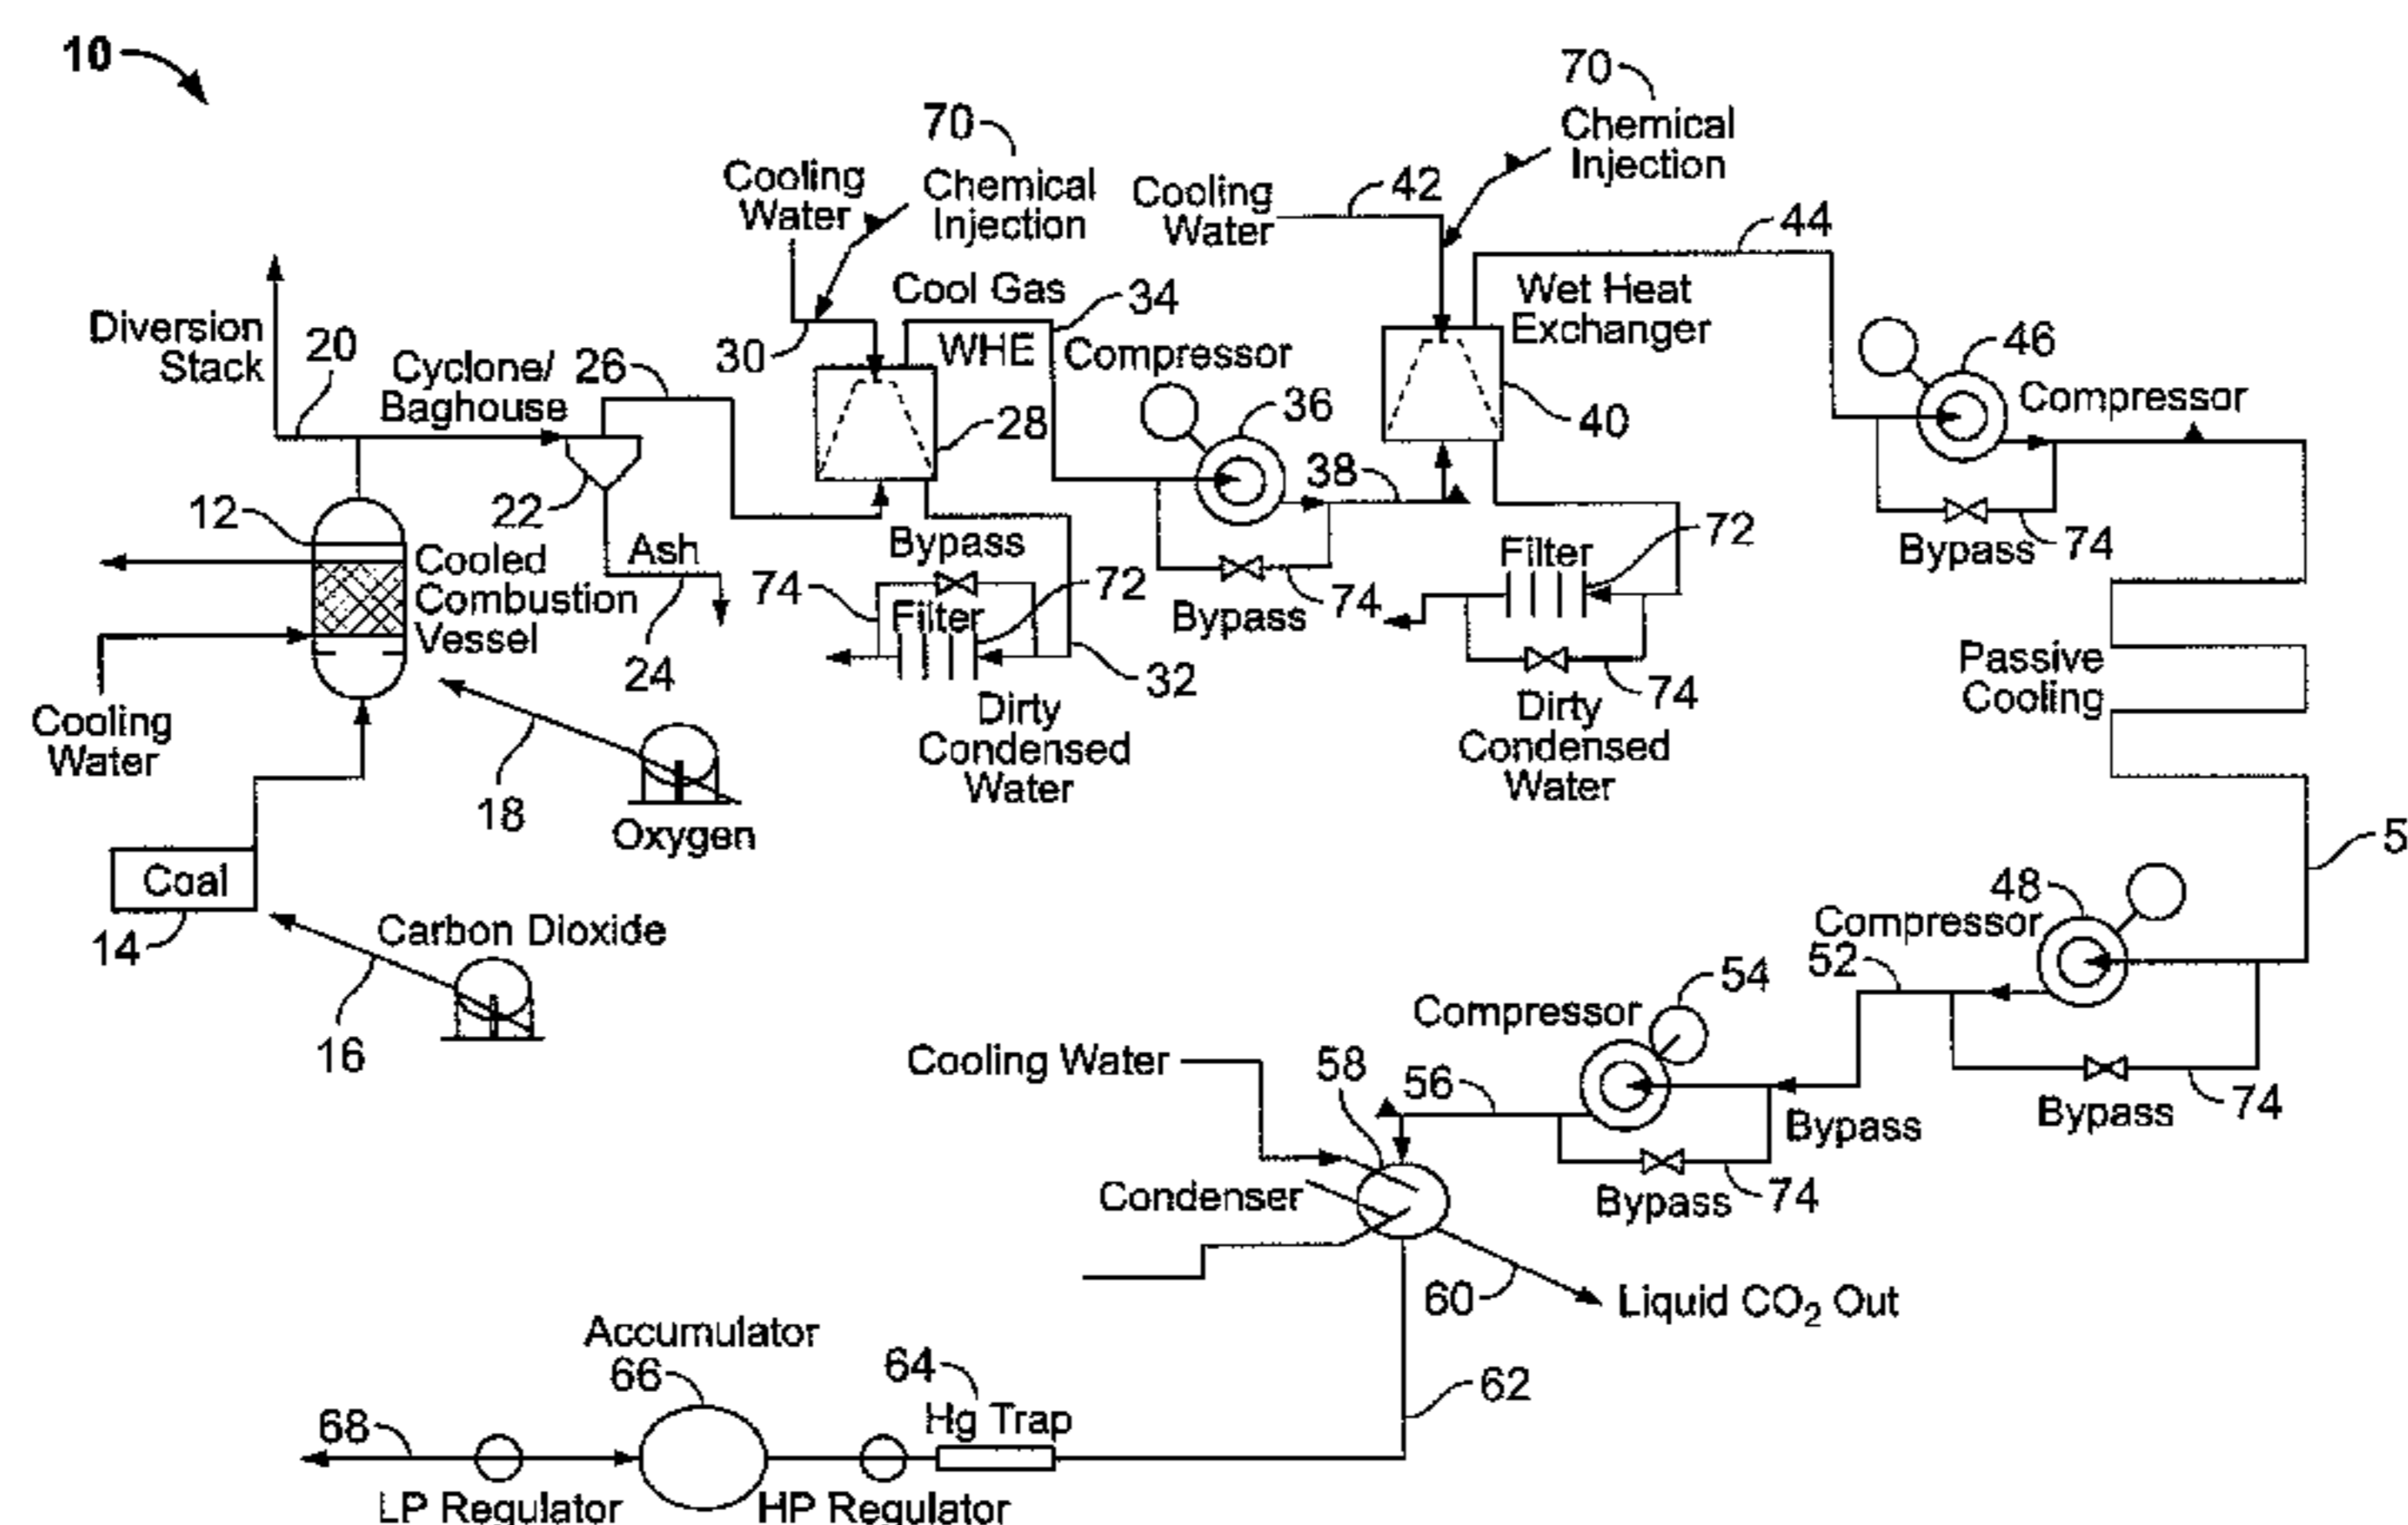 10
70
Chemical
Injection
70
Chemical
Injection
Cooling
Water
Cooling
Water
42
44
Diversion
Stack
20
Cyclone/
Baghouse
26
30
Cool Gas
WHE
34
Compressor
Wet Heat
Exchanger
46
Compressor
28
36
40
38
12
22
Cooled
Combustion
Vessel
Ash
24
Bypass
74
Filter
72
32
Dirty
Condensed
Water
Bypass
74
Filter
72
74
Dirty
Condensed
Water
Bypass
74
Passive
Cooling
Cooling
Water
18
Oxygen
Coal
14
Carbon Dioxide
16
5
48
Compressor
52
54
Compressor
Bypass
74
Bypass
Bypass
74
56
Cooling Water
58
Condenser
60
Liquid CO2 Out
62
Accumulator
66
64
Hg Trap
68
LP Regulator
HP Regulator